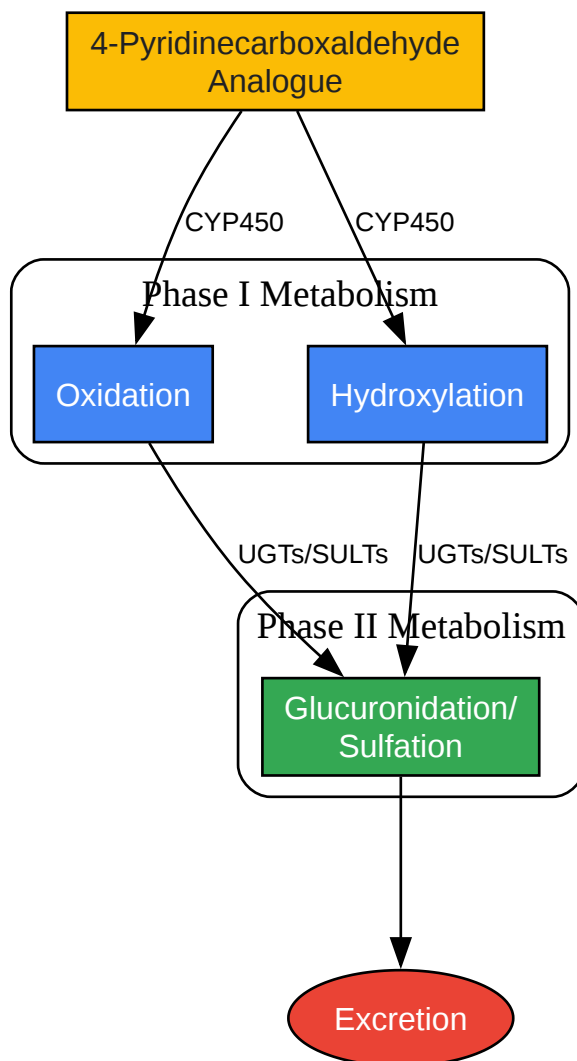 4-Pyridinecarboxaldehyde
Analogue
CYP450
CYP450
Phase I Metabolism
Oxidation
Hydroxylation
UGTs/SULTs
UGTs/SULTs
Phase II Metabolism
Glucuronidation/
Sulfation
Excretion